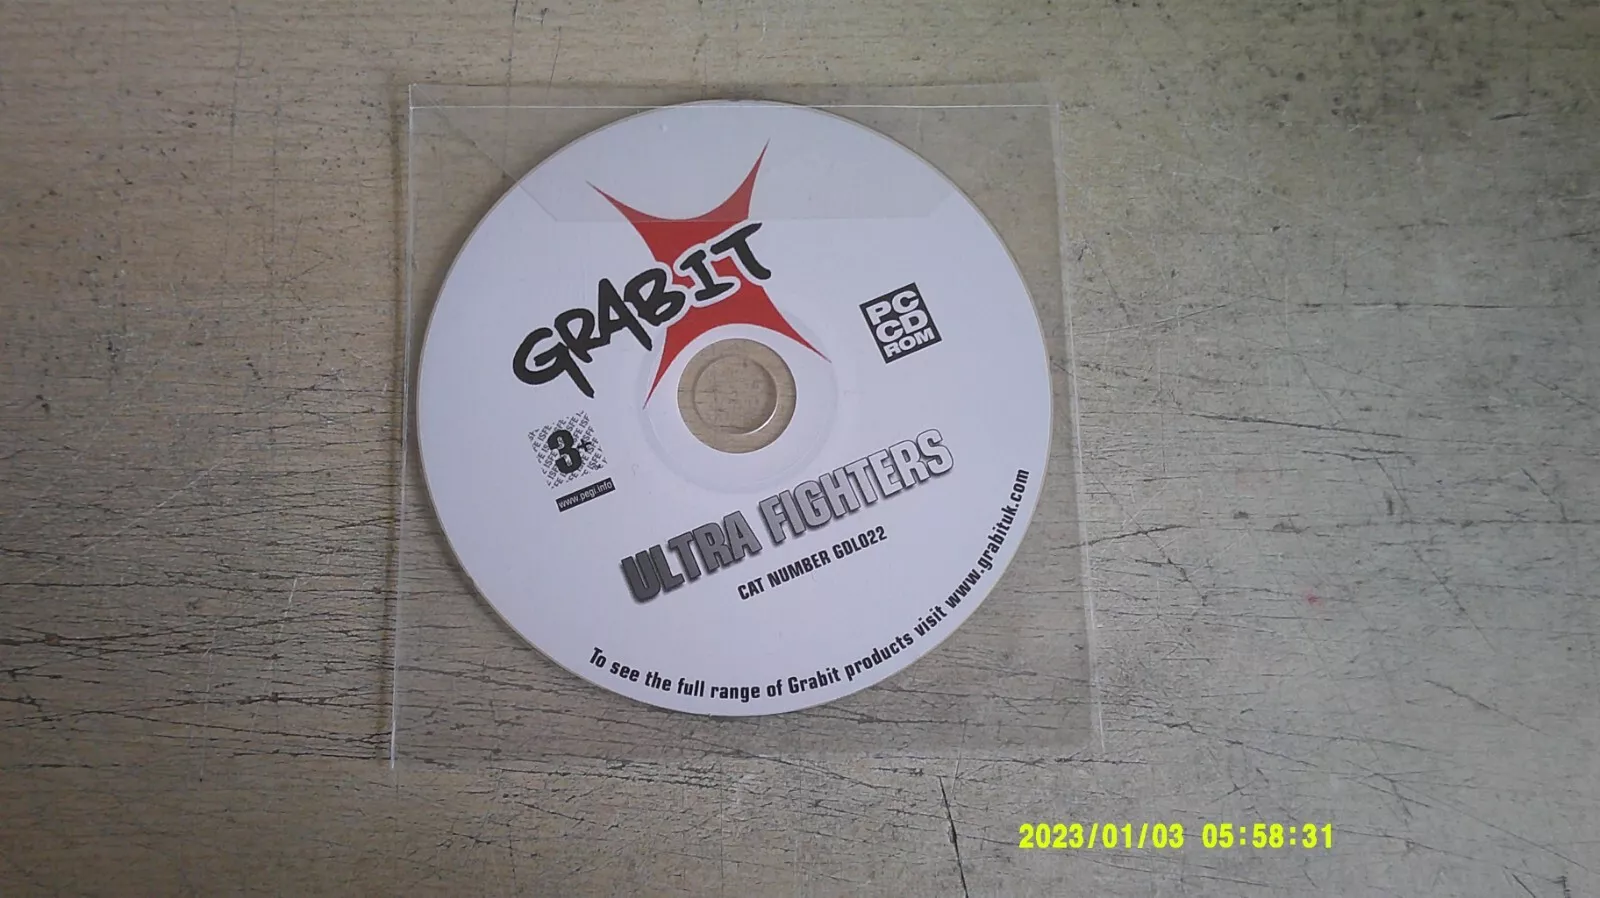 GRABIT
PC
CD
ROM
3+
www.pegi.info
ULTRA FIGHTERS
CAT NUMBER GDL022
To see the full range of Grabit products visit www.grabituk.com
2023/01/03 05:58:31